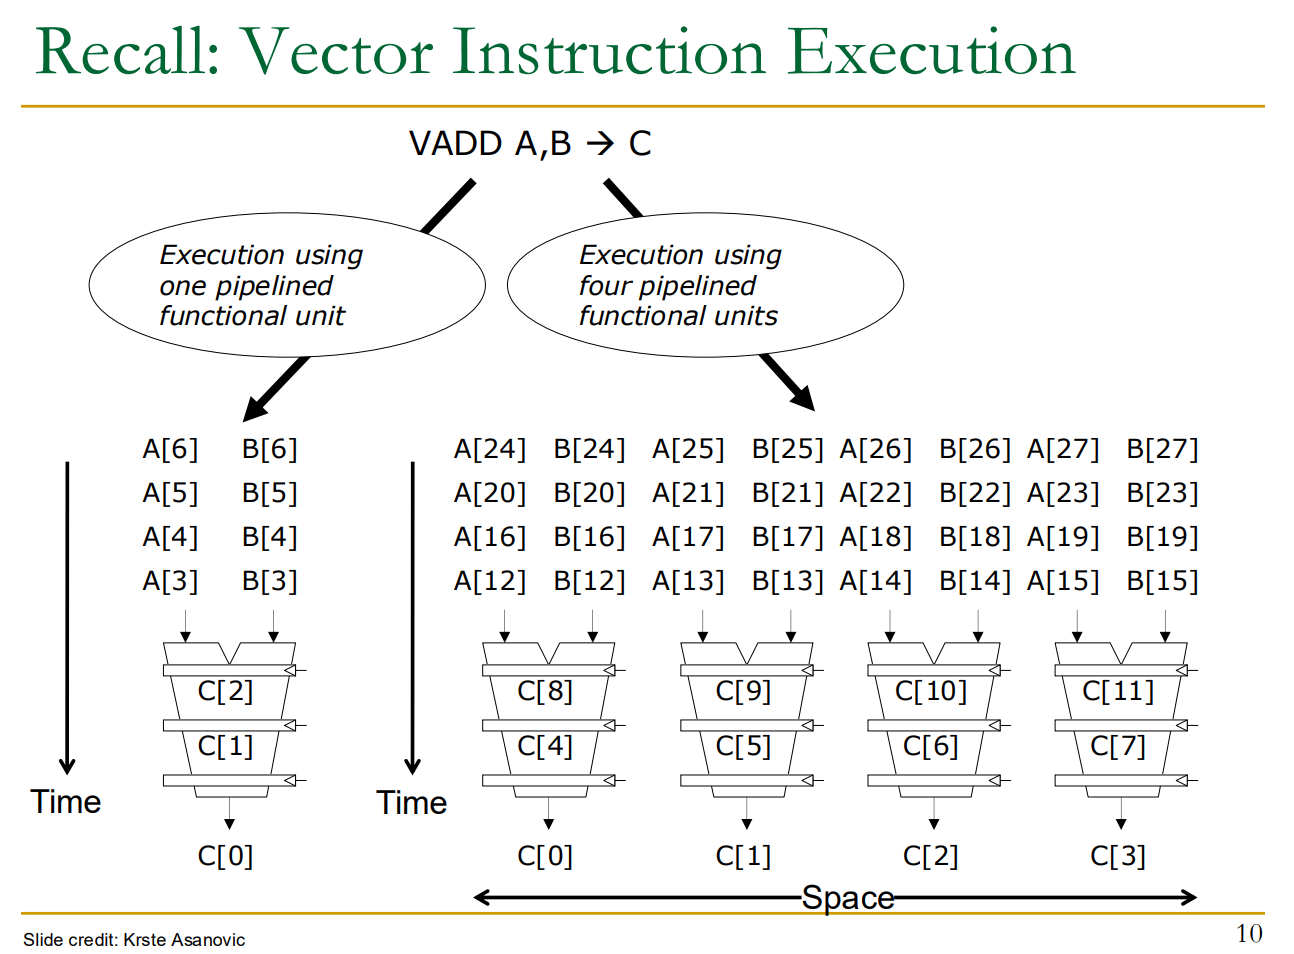 Recall: Vector Instruction Execution
VADD A,B → C
Execution using
one pipelined
functional unit
Execution using
four pipelined
functional units
A[6] B[6]
A[5] B[5]
A[4] B[4]
A[3] B[3]
C[2]
C[1]
C[0]
Time
A[24] B[24] A[25] B[25] A[26] B[26] A[27] B[27]
A[20] B[20] A[21] B[21] A[22] B[22] A[23] B[23]
A[16] B[16] A[17] B[17] A[18] B[18] A[19] B[19]
A[12] B[12] A[13] B[13] A[14] B[14] A[15] B[15]
C[8] C[9] C[10] C[11]
C[4] C[5] C[6] C[7]
C[0] C[1] C[2] C[3]
Time
Space
Slide credit: Krste Asanovic
10